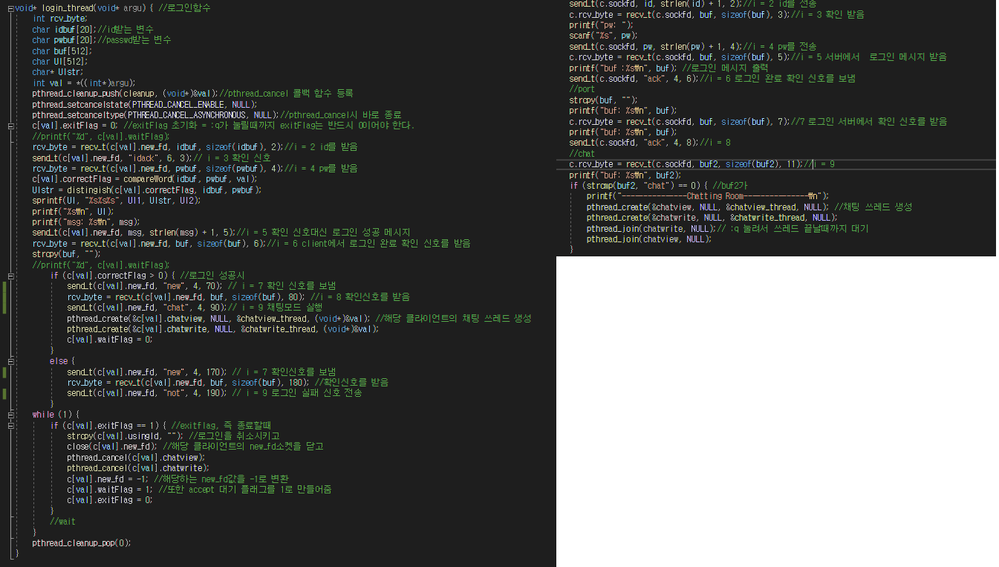 void* login_thread(void* argu) { //로그인함수
int rcv_byte;
char idbuf[20];//id받는 변수
char pwbuf[20];//passwd받는 변수
char buf[512];
char UI[512];
char* UIstr;
int val = *((int*)argu);
pthread_cleanup_push(cleanup, (void*)&val);//pthread_cancel 콜백 함수 등록
pthread_setcancelstate(PTHREAD_CANCEL_ENABLE, NULL);
pthread_setcanceltype(PTHREAD_CANCEL_ASYNCHRONOUS, NULL);//pthread_cancel시 바로 종료
c[val].exitFlag = 0; //exitFlag 초기화 = :q가 눌릴때까지 exitFlag는 반드시 0이어야 한다.
//printf("%d", c[val].waitFlag);
rcv_byte = recv_t(c[val].new_fd, idbuf, sizeof(idbuf), 2);//i = 2 id를 받음
send_t(c[val].new_fd, "idack", 6, 3);// i = 3 확인 신호
rcv_byte = recv_t(c[val].new_fd, pwbuf, sizeof(pwbuf), 4);//i = 4 pw를 받음
c[val].correctFlag = compareWord(idbuf, pwbuf, val);
UIstr = distingish(c[val].correctFlag, idbuf, pwbuf);
sprintf(UI, "%s%s%s", UI1, UIstr, UI2);
printf("%s₩n", UI);
printf("msg: %s₩n", msg);
send_t(c[val].new_fd, msg, strlen(msg) + 1, 5);//i = 5 확인 신호대신 로그인 성공 메시지
rcv_byte = recv_t(c[val].new_fd, buf, sizeof(buf), 6);//i = 6 client에서 로그인 완료 확인 신호를 받음
strcpy(buf, "");
//printf("%d", c[val].waitFlag);
if (c[val].correctFlag > 0) { //로그인 성공시
send_t(c[val].new_fd, "new", 4, 70); // i = 7 확인 신호를 보냄
rcv_byte = recv_t(c[val].new_fd, buf, sizeof(buf), 80); //i = 8 확인신호를 받음
send_t(c[val].new_fd, "chat", 4, 90);// i = 9 채팅모드 실행
pthread_create(&c[val].chatview, NULL, &chatview_thread, (void*)&val); //해당 클라이언트의 채팅 쓰레드 생성
pthread_create(&c[val].chatwrite, NULL, &chatwrite_thread, (void*)&val);
c[val].waitFlag = 0;
}
else {
send_t(c[val].new_fd, "new", 4, 170); // i = 7 확인신호를 보냄
rcv_byte = recv_t(c[val].new_fd, buf, sizeof(buf), 180); //확인신호를 받음
send_t(c[val].new_fd, "not", 4, 190); // i = 9 로그인 실패 신호 전송
}
while (1) {
if (c[val].exitFlag == 1) { //exitflag, 즉 종료할때
strcpy(c[val].usingId, ""); //로그인을 취소시키고
close(c[val].new_fd); //해당 클라이언트의 new_fd소켓을 닫고
pthread_cancel(c[val].chatview);
pthread_cancel(c[val].chatwrite);
c[val].new_fd = -1; //해당하는 new_fd값을 -1로 변환
c[val].waitFlag = 1; //또한 accept 대기 플래그를 1로 만들어줌
c[val].exitFlag = 0;
}
//wait
}
pthread_cleanup_pop(0);
}
send_t(c.sockfd, id, strlen(id) + 1, 2);//i = 2 id를 전송
c.rcv_byte = recv_t(c.sockfd, buf, sizeof(buf), 3);//i = 3 확인 받음
printf("pw: ");
scanf("%s", pw);
send_t(c.sockfd, pw, strlen(pw) + 1, 4);//i = 4 pw를 전송
c.rcv_byte = recv_t(c.sockfd, buf, sizeof(buf), 5);//i = 5 서버에서 로그인 메시지 받음
printf("buf :%s₩n", buf); //로그인 메시지 출력
send_t(c.sockfd, "ack", 4, 6);//i = 6 로그인 완료 확인 신호를 보냄
//port
strcpy(buf, "");
printf("buf: %s₩n", buf);
c.rcv_byte = recv_t(c.sockfd, buf, sizeof(buf), 7);//7 로그인 서버에서 확인 신호를 받음
printf("buf: %s₩n", buf);
send_t(c.sockfd, "ack", 4, 8);//i = 8
//chat
c.rcv_byte = recv_t(c.sockfd, buf2, sizeof(buf2), 11);//i = 9
printf("buf: %s₩n", buf2);
if (strcmp(buf2, "chat") == 0) { //buf2가
printf("---------------Chatting Room---------------₩n");
pthread_create(&chatview, NULL, &chatview_thread, NULL); //채팅 쓰레드 생성
pthread_create(&chatwrite, NULL, &chatwrite_thread, NULL);
pthread_join(chatwrite, NULL);// :q 눌려서 쓰레드 끝날때까지 대기
pthread_join(chatview, NULL);
}